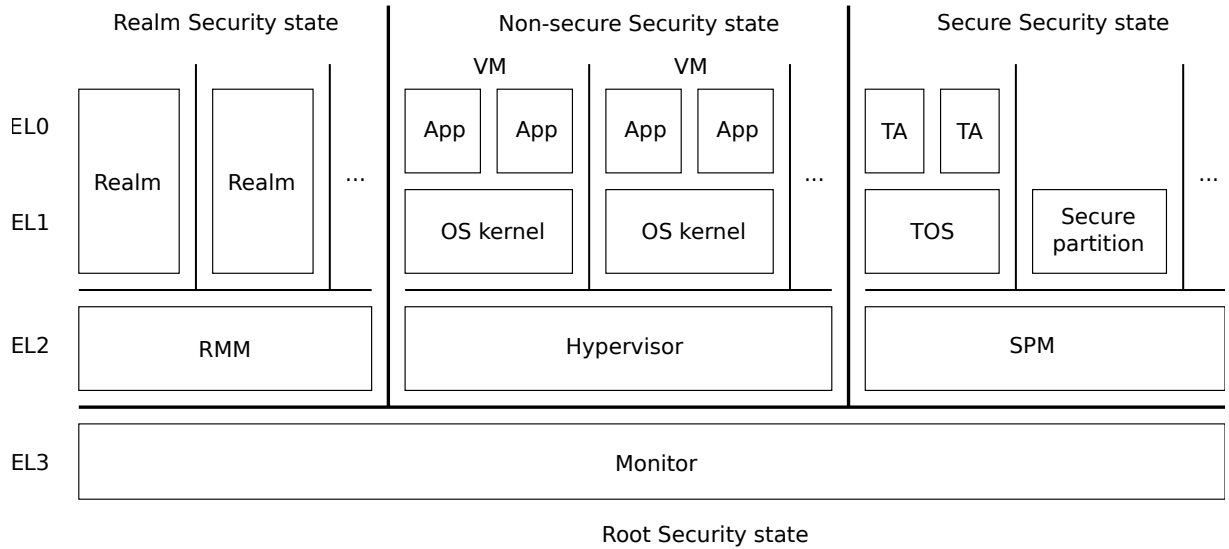 Realm Security state
Non-secure Security state
Secure Security state
VM
VM
EL0
App
App
App
App
TA
TA
Realm
Realm
...
...
...
EL1
OS kernel
OS kernel
TOS
Secure
partition
EL2
RMM
Hypervisor
SPM
EL3
Monitor
Root Security state